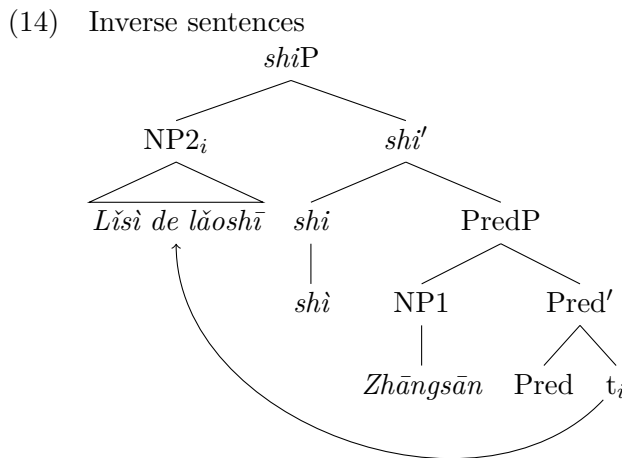 (14) Inverse sentences
shiP
NP2i shi′
Lǐsì de lǎoshī shi PredP
shì NP1 Pred′
Zhāngsān Pred ti